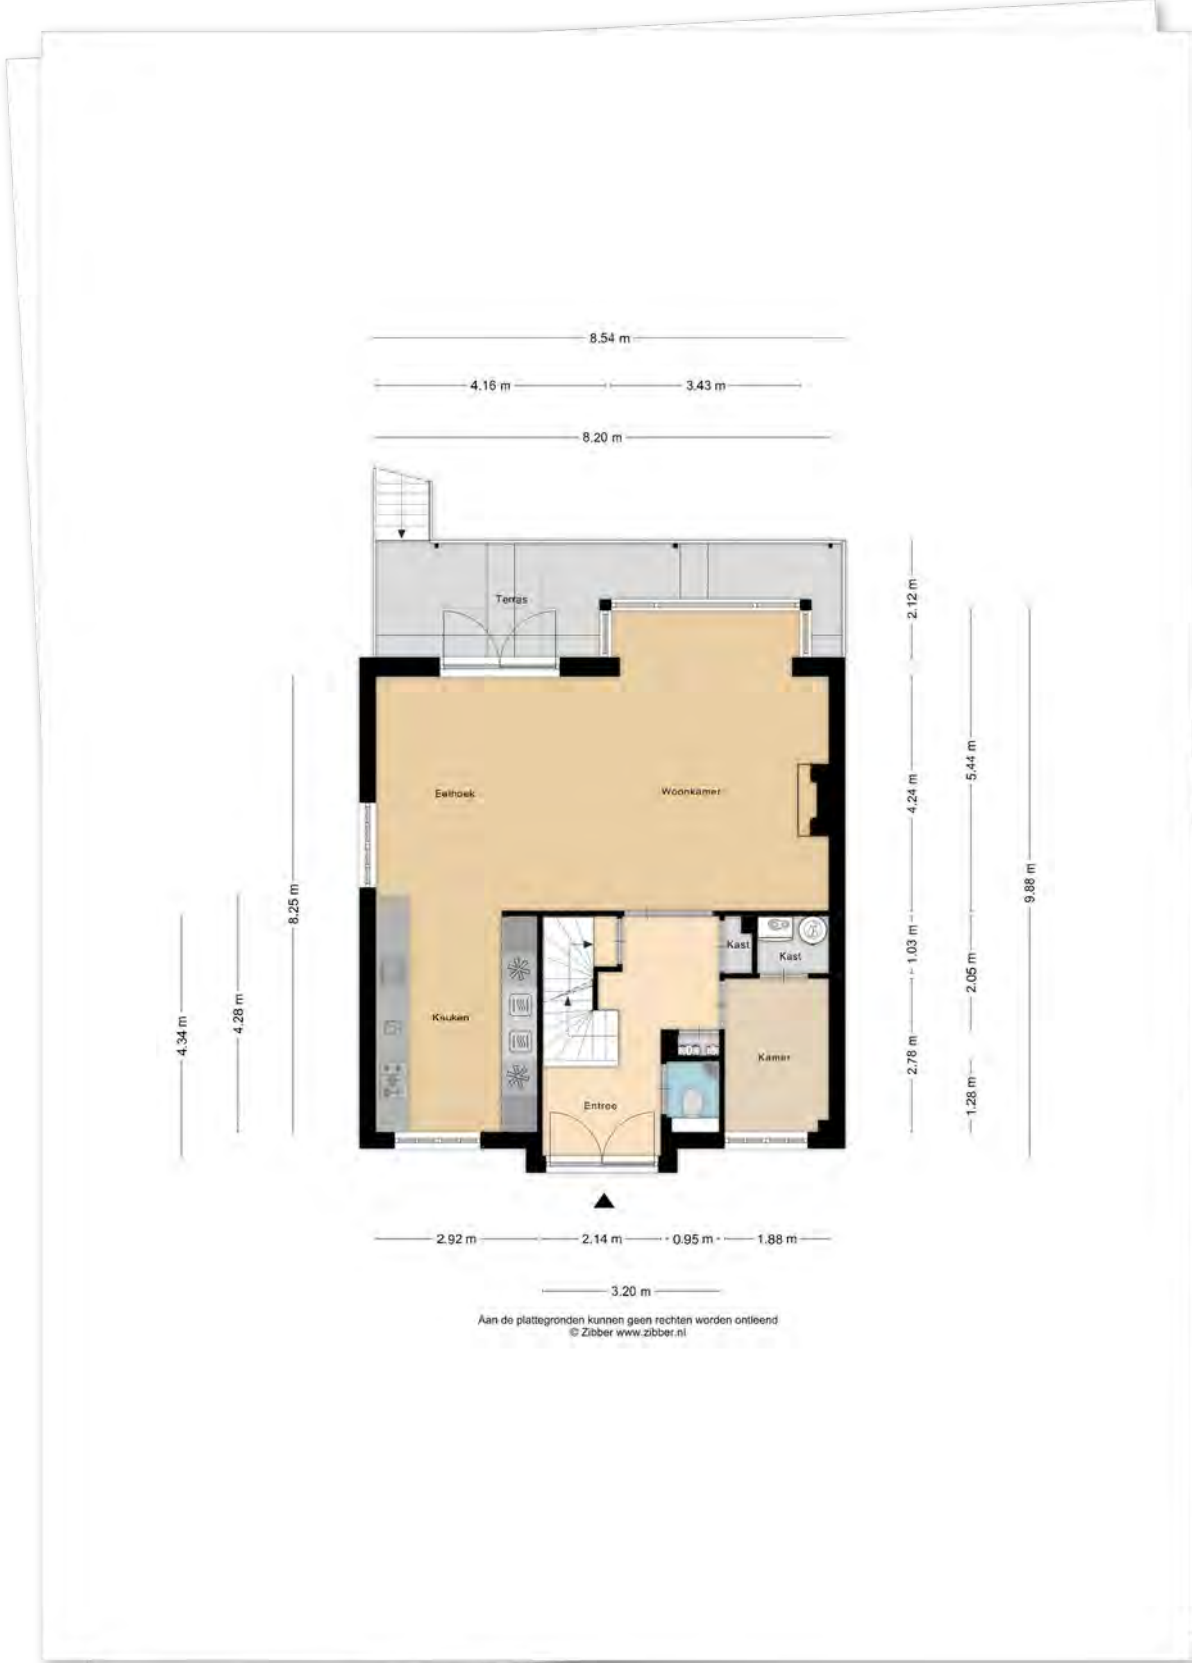 8.54 m
4.16 m
3.43 m
8.20 m
2.12 m
Terras
5.44 m
4.24 m
Eethoek
Woonkamer
9.88 m
8.25 m
1.03 m
Kast
Kast
2.05 m
4.28 m
Keuken
4.34 m
2.78 m
Kamer
1.28 m
Entree
2.92 m
2.14 m
0.95 m
1.88 m
3.20 m
Aan de plattegronden kunnen geen rechten worden ontleend
© Zibber www.zibber.nl